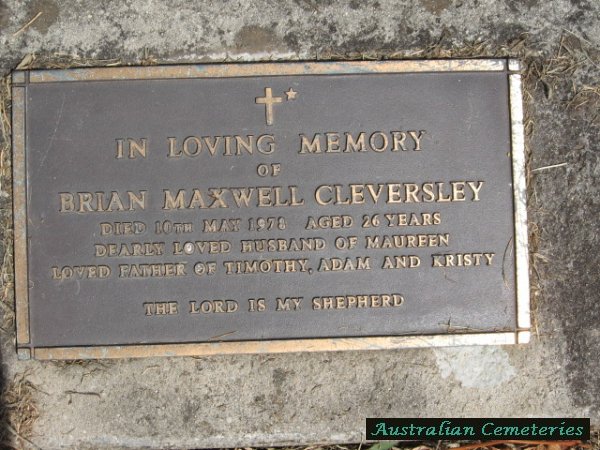 IN LOVING MEMORY
OF
BRIAN MAXWELL CLEVERSLEY
DIED 10TH MAY 1978 AGED 26 YEARS
DEARLY LOVED HUSBAND OF MAUREEN
LOVED FATHER OF TIMOTHY, ADAM AND KRISTY
THE LORD IS MY SHEPHERD
Australian Cemeteries